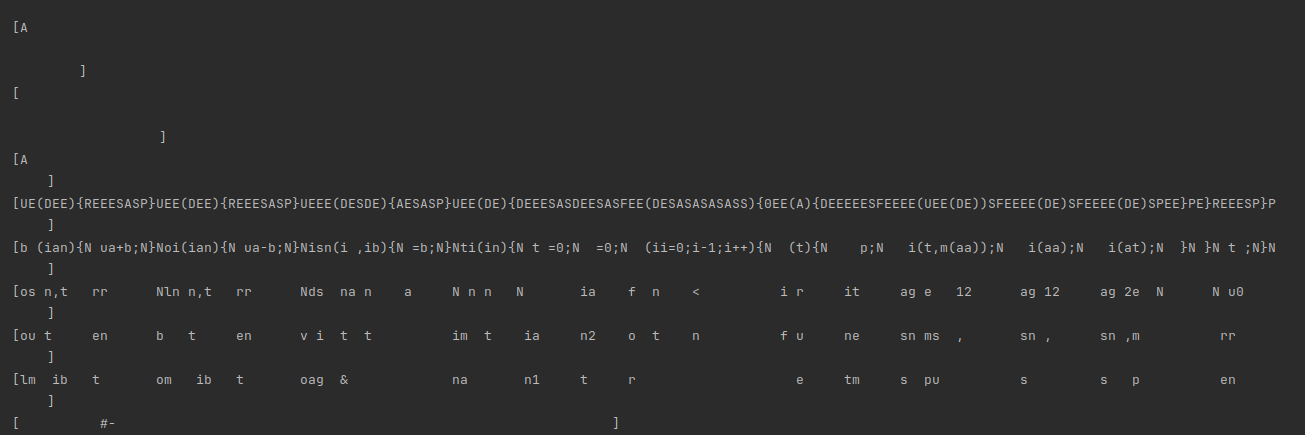 [A
]
[
]
[A
]
[UE(DEE){REEESASP}UEE(DEE){REEESASP}UEEE(DESDE){AESASP}UEE(DE){DEEESASDEESASFEE(DESASASASASS){0EE(A){DEEEEESFEEEE(UEE(DE))SFEEEE(DE)SFEEEE(DE)SPEE}PE}REEESP}P
]
[b (ian){N ua+b;N}Noi(ian){N ua-b;N}Nisn(i ,ib){N =b;N}Nti(in){N t =0;N  =0;N  (ii=0;i-1;i++){N  (t){N    p;N   i(t,m(aa));N   i(aa);N   i(at);N  }N }N t ;N}N
]
[os n,t   rr      Nln n,t   rr      Nds  na n    a     N n n   N       ia    f  n    <          i r     it     ag e   12      ag 12     ag 2e  N      N u0
]
[ou t     en      b   t     en      v i  t  t          im  t    ia     n2   o  t    n          f u     ne     sn ms  ,       sn ,      sn ,m          rr
]
[lm  ib   t       om   ib   t       oag  &             na       n1     t     r                    e     tm     s  pu          s         s   p          en
]
[          #-                                                              ]